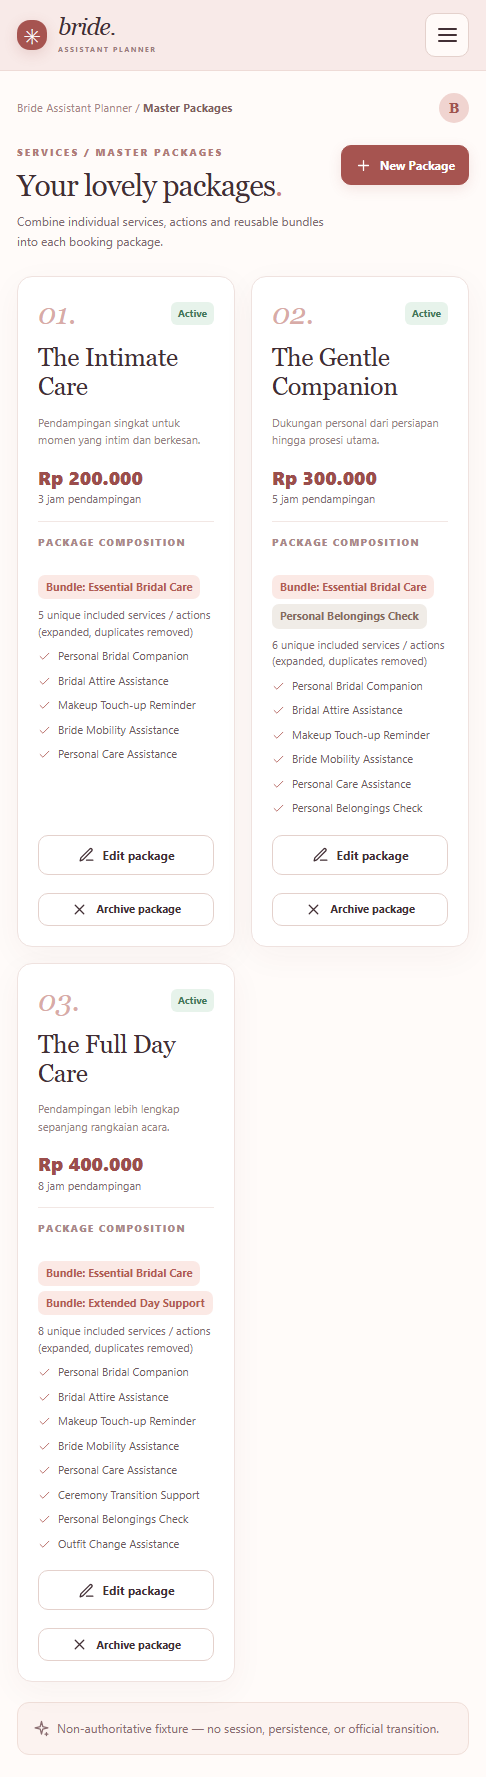 bride.
ASSISTANT PLANNER
Bride Assistant Planner / Master Packages
B
SERVICES / MASTER PACKAGES
Your lovely packages.
New Package
Combine individual services, actions and reusable bundles
into each booking package.
01.
Active
The Intimate
Care
Pendampingan singkat untuk
momen yang intim dan berkesan.
Rp 200.000
3 jam pendampingan
PACKAGE COMPOSITION
Bundle: Essential Bridal Care
5 unique included services / actions
(expanded, duplicates removed)
Personal Bridal Companion
Bridal Attire Assistance
Makeup Touch-up Reminder
Bride Mobility Assistance
Personal Care Assistance
Edit package
Archive package
02.
Active
The Gentle
Companion
Dukungan personal dari persiapan
hingga prosesi utama.
Rp 300.000
5 jam pendampingan
PACKAGE COMPOSITION
Bundle: Essential Bridal Care
Personal Belongings Check
6 unique included services / actions
(expanded, duplicates removed)
Personal Bridal Companion
Bridal Attire Assistance
Makeup Touch-up Reminder
Bride Mobility Assistance
Personal Care Assistance
Personal Belongings Check
Edit package
Archive package
03.
Active
The Full Day
Care
Pendampingan lebih lengkap
sepanjang rangkaian acara.
Rp 400.000
8 jam pendampingan
PACKAGE COMPOSITION
Bundle: Essential Bridal Care
Bundle: Extended Day Support
8 unique included services / actions
(expanded, duplicates removed)
Personal Bridal Companion
Bridal Attire Assistance
Makeup Touch-up Reminder
Bride Mobility Assistance
Personal Care Assistance
Ceremony Transition Support
Personal Belongings Check
Outfit Change Assistance
Edit package
Archive package
Non-authoritative fixture — no session, persistence, or official transition.